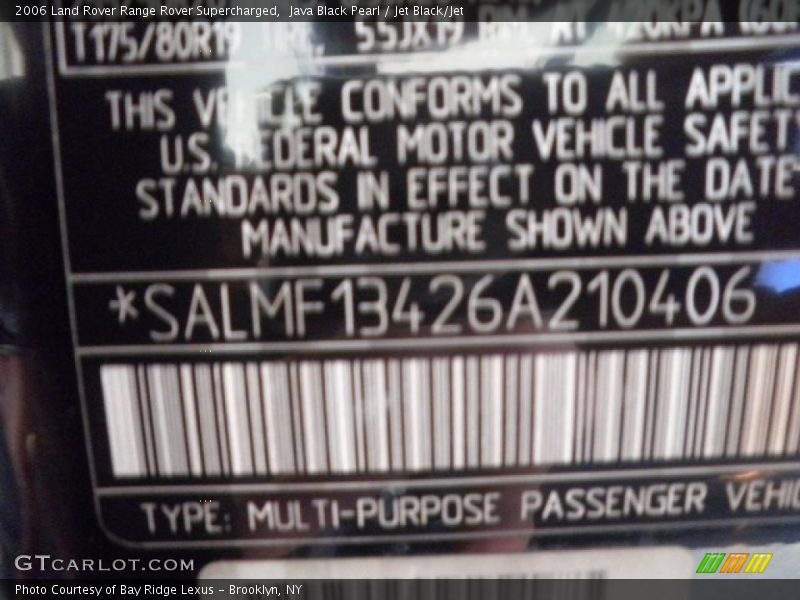 2006 Land Rover Range Rover Supercharged, Java Black Pearl / Jet Black/Jet
T175/80R19
THIS VEHICLE CONFORMS TO ALL APPLIC
U.S. FEDERAL MOTOR VEHICLE SAFETY
STANDARDS IN EFFECT ON THE DATE
MANUFACTURE SHOWN ABOVE
*SALMF13426A210406
TYPE: MULTI-PURPOSE PASSENGER VEHIC
GTCARLOT.COM
Photo Courtesy of Bay Ridge Lexus - Brooklyn, NY